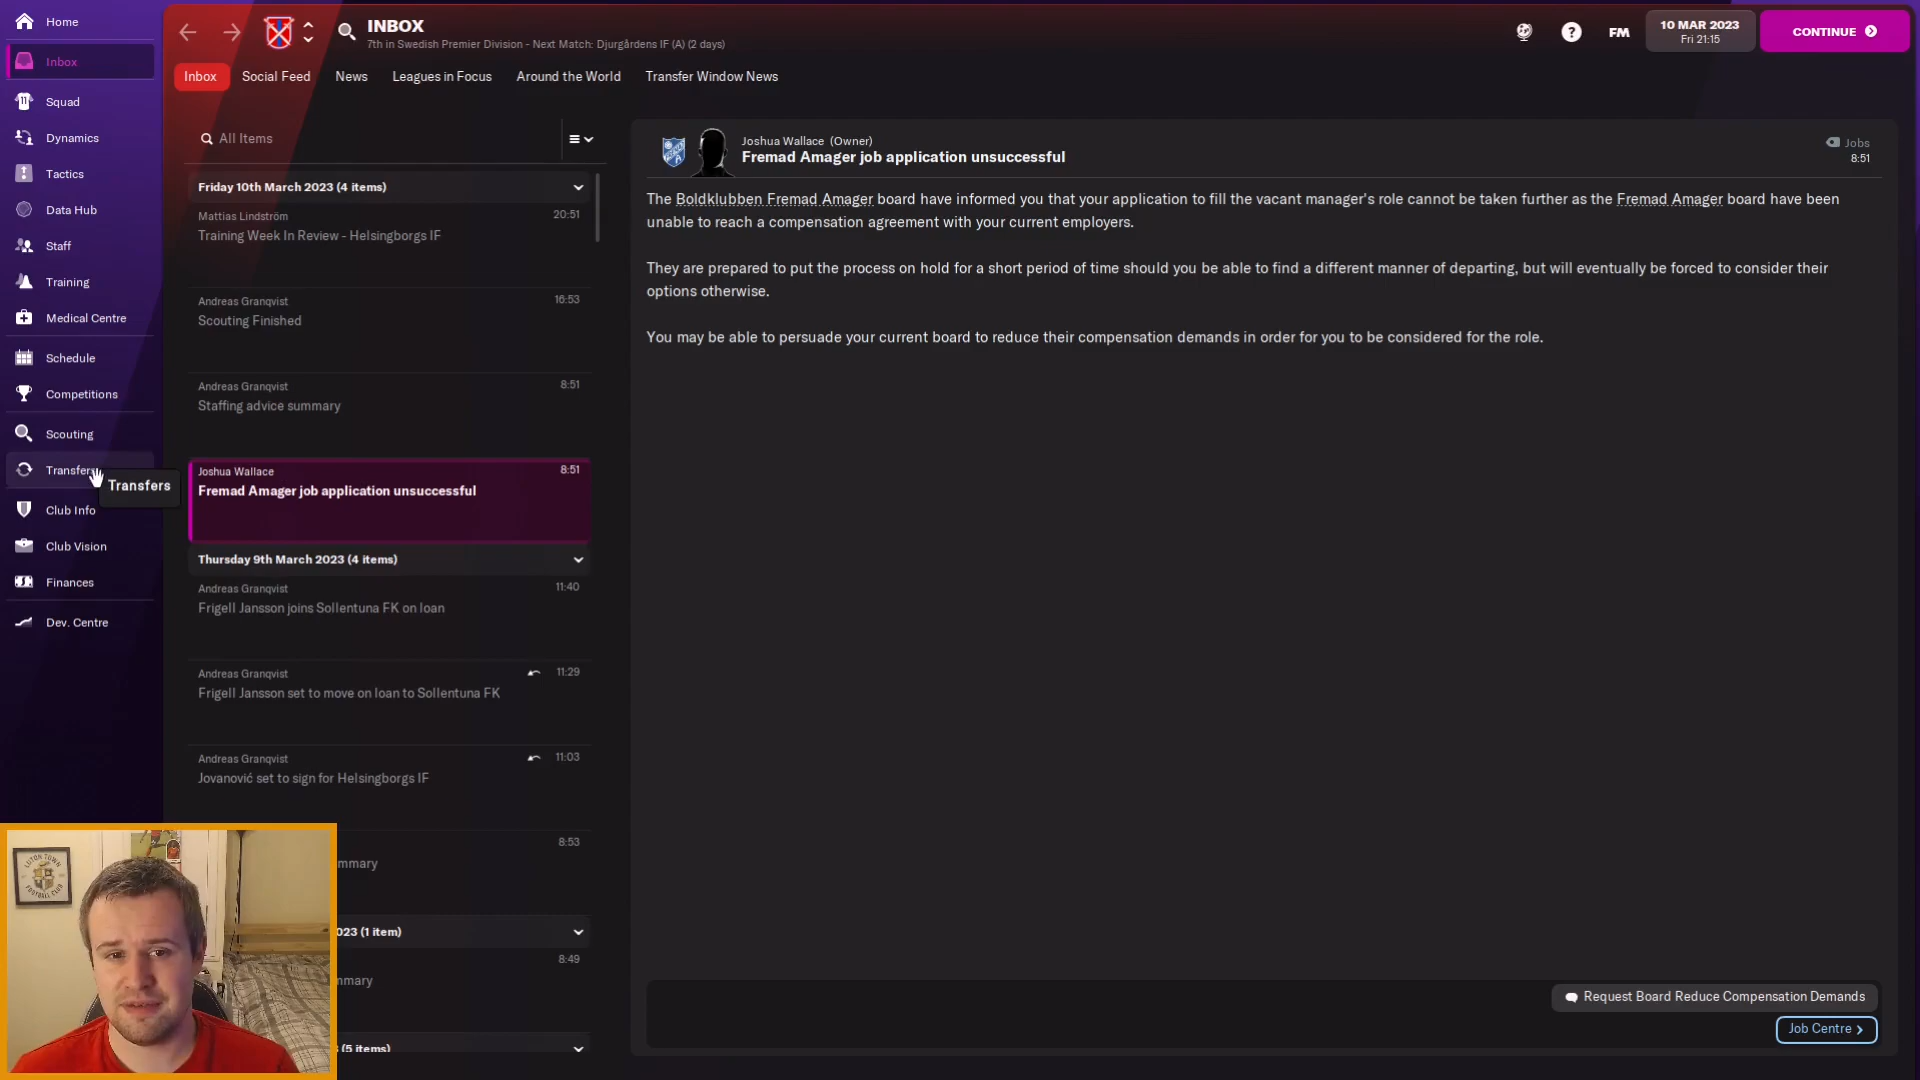 Home
Inbox
Squad
Dynamics
Tactics
Data Hub
Staff
Training
Medical Centre
Schedule
Competitions
Scouting
Transfers
Transfers
Club Info
Club Vision
Finances
Dev. Centre
INBOX
7th in Swedish Premier Division - Next Match: Djurgårdens IF (A) (2 days)
FM
10 MAR 2023
Fri 21:15
CONTINUE
Inbox Social Feed News Leagues in Focus Around the World Transfer Window News
All Items
Friday 10th March 2023 (4 items)
Mattias Lindström 20:51
Training Week In Review - Helsingborgs IF
Andreas Granqvist 16:53
Scouting Finished
Andreas Granqvist 8:51
Staffing advice summary
Joshua Wallace 8:51
Fremad Amager job application unsuccessful
Thursday 9th March 2023 (4 items)
Andreas Granqvist 11:40
Frigell Jansson joins Sollentuna FK on loan
Andreas Granqvist 11:29
Frigell Jansson set to move on loan to Sollentuna FK
Andreas Granqvist 11:03
Jovanović set to sign for Helsingborgs IF
8:53
mmary
023 (1 item)
8:49
mmary
(5 items)
Joshua Wallace (Owner)
Fremad Amager job application unsuccessful
Jobs
8:51
The Boldklubben Fremad Amager board have informed you that your application to fill the vacant manager's role cannot be taken further as the Fremad Amager board have been
unable to reach a compensation agreement with your current employers.
They are prepared to put the process on hold for a short period of time should you be able to find a different manner of departing, but will eventually be forced to consider their
options otherwise.
You may be able to persuade your current board to reduce their compensation demands in order for you to be considered for the role.
Request Board Reduce Compensation Demands
Job Centre
LUTON TOWN
FOOTBALL CLUB